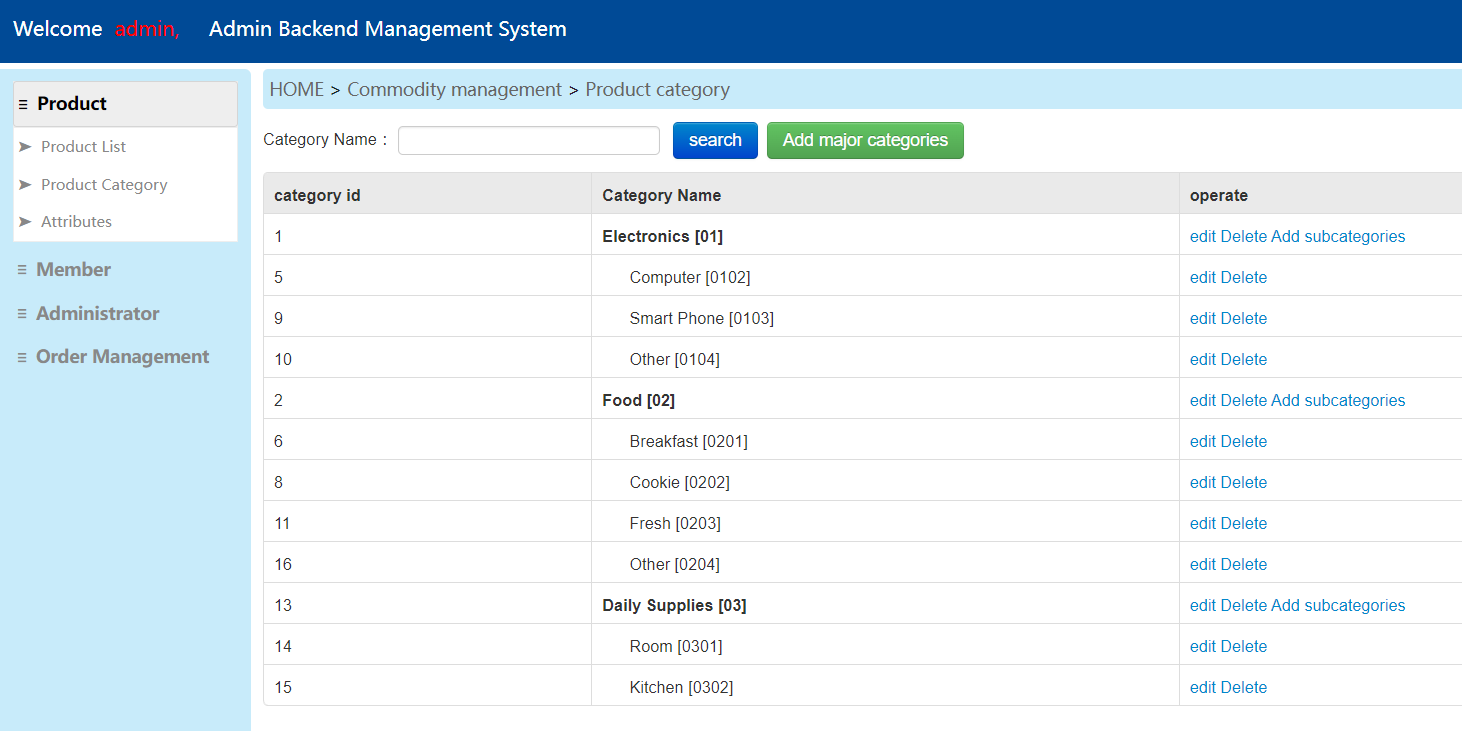 Welcome admin, Admin Backend Management System
Product
Product List
Product Category
Attributes
Member
Administrator
Order Management
HOME > Commodity management > Product category
Category Name : search Add major categories
category id Category Name operate
1 Electronics [01] edit Delete Add subcategories
5 Computer [0102] edit Delete
9 Smart Phone [0103] edit Delete
10 Other [0104] edit Delete
2 Food [02] edit Delete Add subcategories
6 Breakfast [0201] edit Delete
8 Cookie [0202] edit Delete
11 Fresh [0203] edit Delete
16 Other [0204] edit Delete
13 Daily Supplies [03] edit Delete Add subcategories
14 Room [0301] edit Delete
15 Kitchen [0302] edit Delete